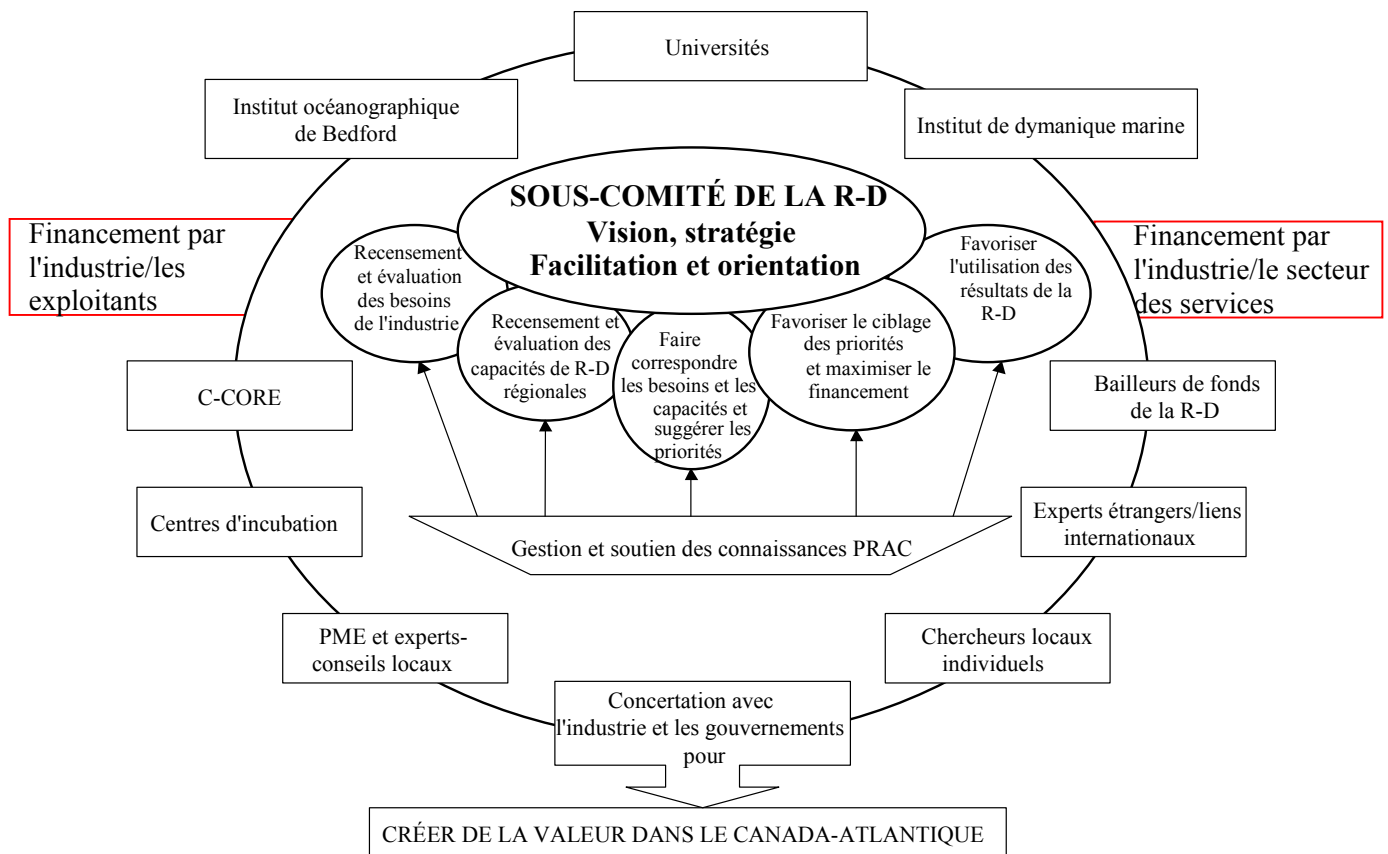 Universités
Institut océanographique
de Bedford
Institut de dymanique marine
SOUS-COMITÉ DE LA R-D
Vision, stratégie
Facilitation et orientation
Financement par
l'industrie/les
exploitants
Financement par
l'industrie/le secteur
des services
Recensement
et évaluation
des besoins
de l'industrie
Recensement et
évaluation des
capacités de R-D
régionales
Faire
correspondre
les besoins et les
capacités et
suggérer les
priorités
Favoriser le ciblage
des priorités
et maximiser le
financement
Favoriser
l'utilisation des
résultats de la
R-D
C-CORE
Bailleurs de fonds
de la R-D
Centres d'incubation
Gestion et soutien des connaissances PRAC
Experts étrangers/liens
internationaux
PME et experts-
conseils locaux
Chercheurs locaux
individuels
Concertation avec
l'industrie et les gouvernements
pour
CRÉER DE LA VALEUR DANS LE CANADA-ATLANTIQUE